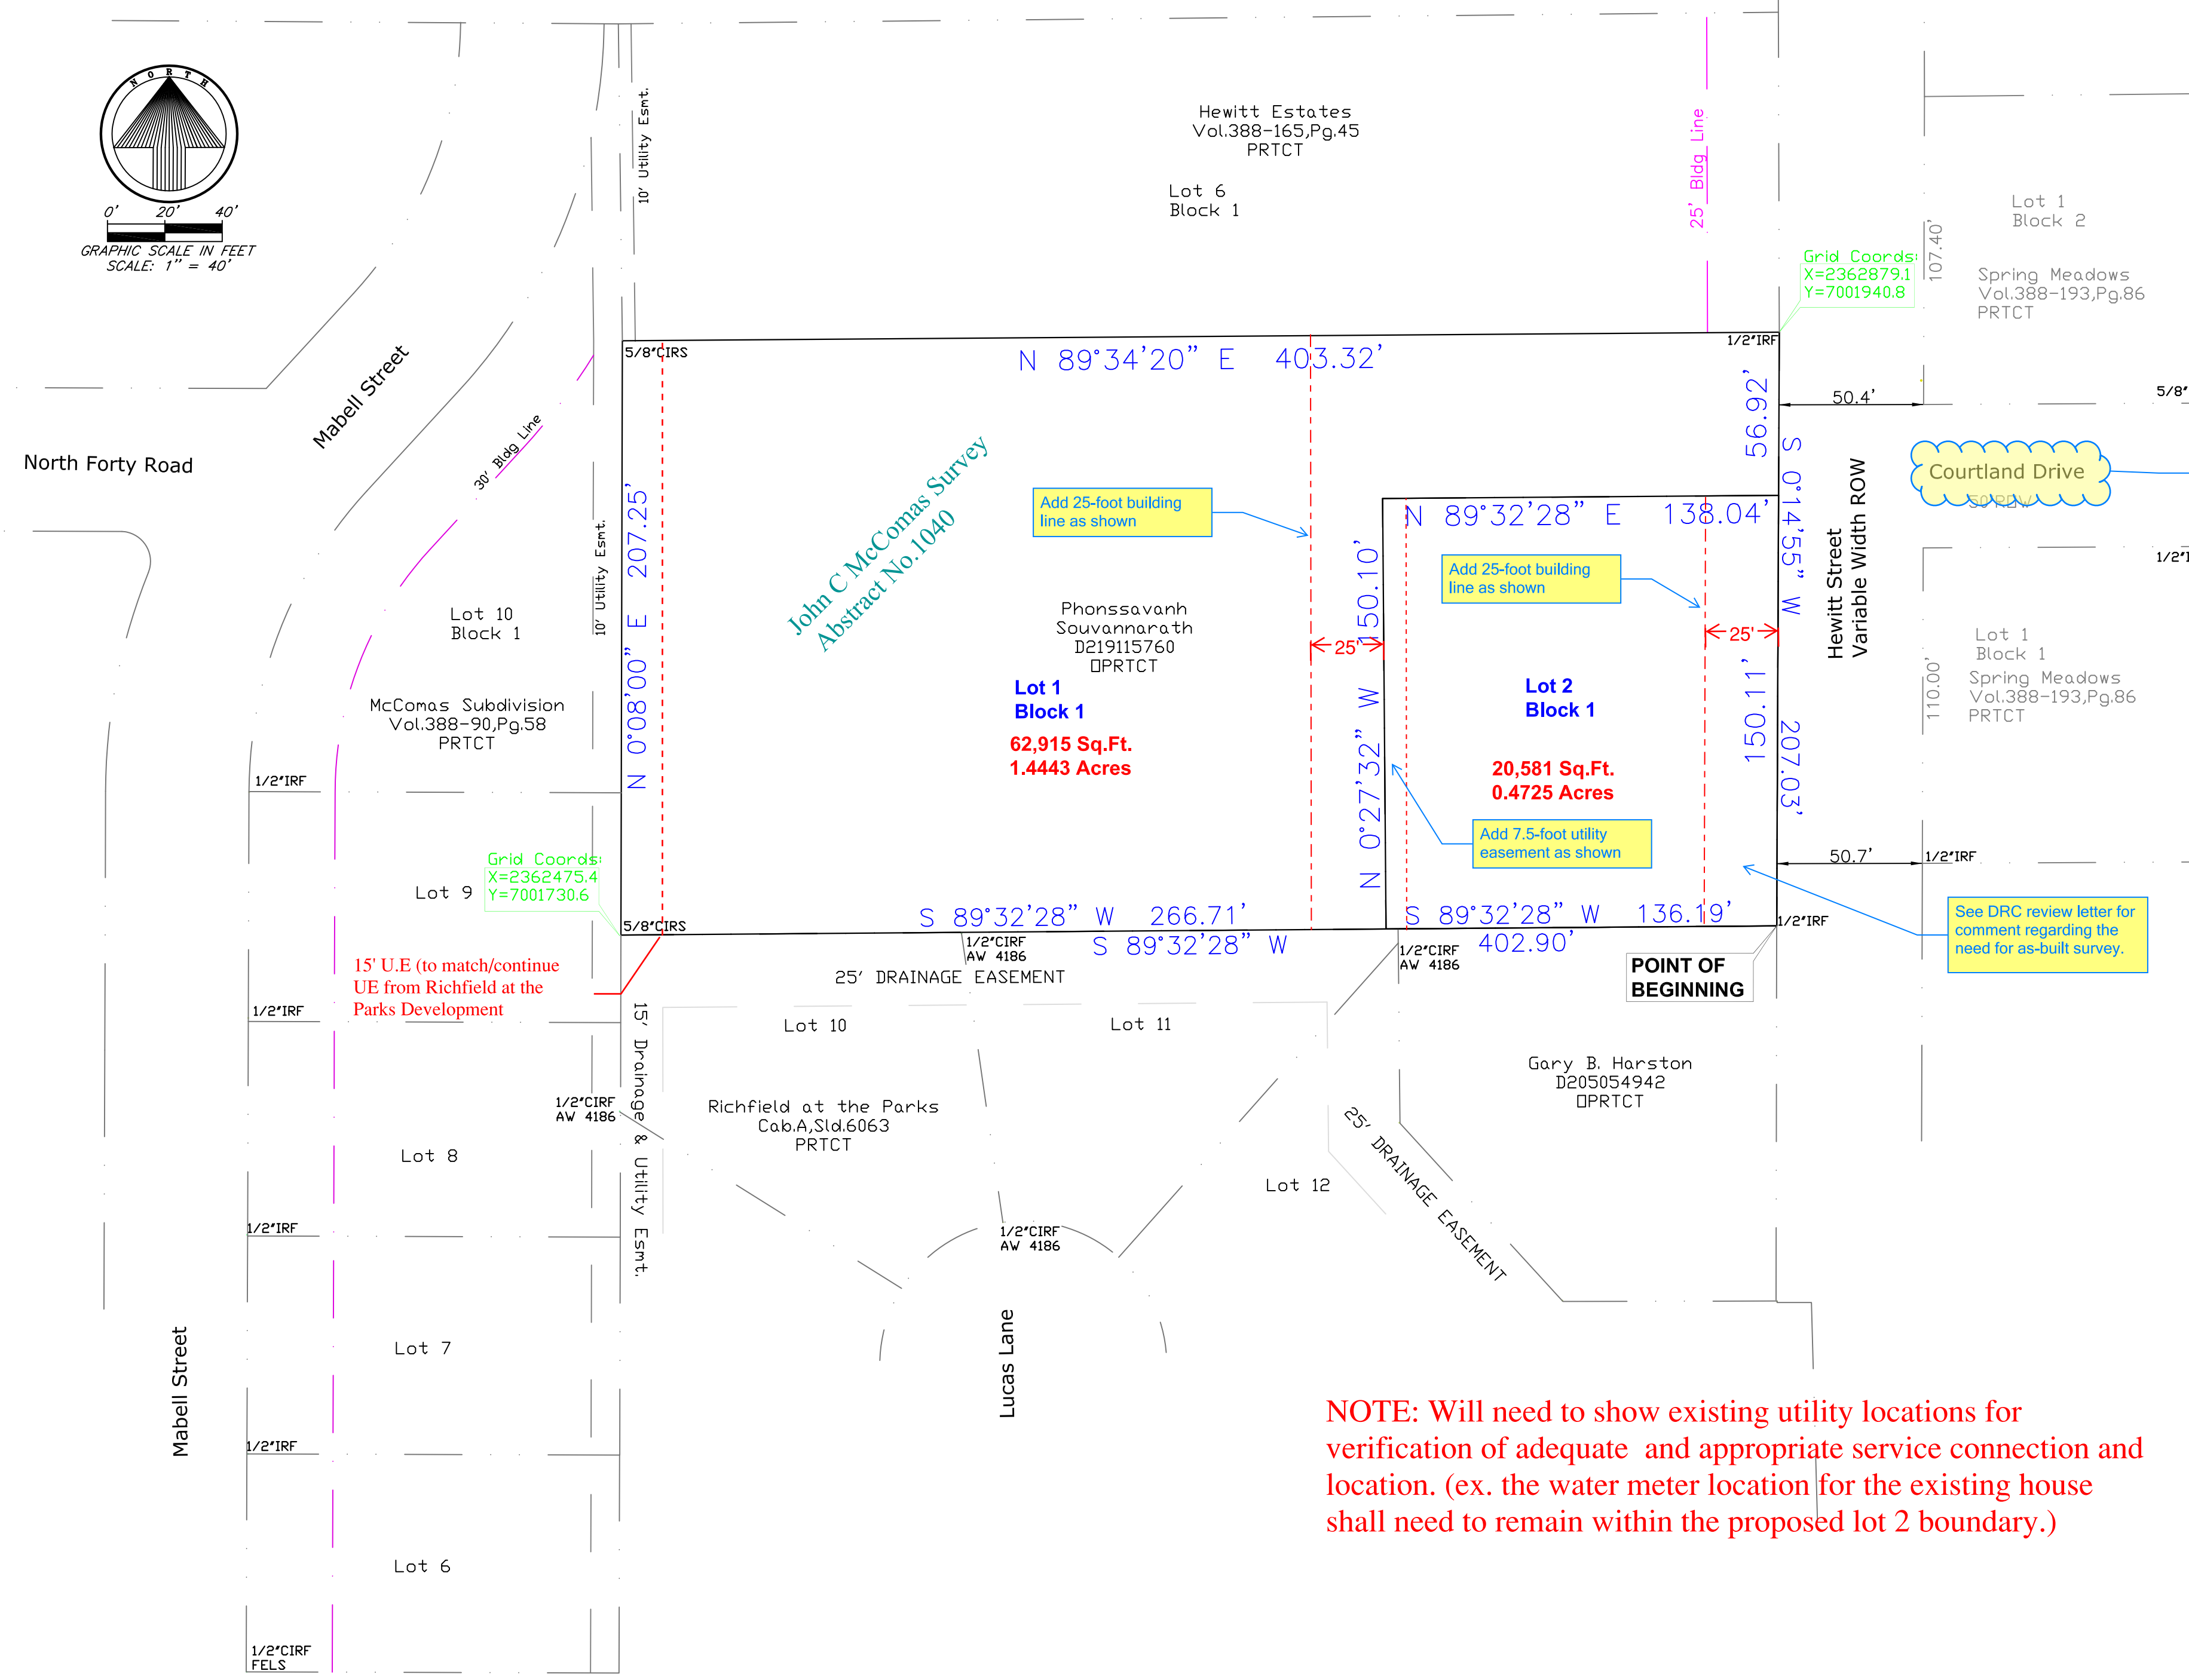 NORTH
0' 20' 40'
GRAPHIC SCALE IN FEET
SCALE: 1" = 40'
10' Utility Esmt.
Hewitt Estates
Vol.388-165,Pg.45
PRTCT
Lot 6
Block 1
25' Bldg Line
Lot 1
Block 2
107.40'
Spring Meadows
Vol.388-193,Pg.86
PRTCT
Grid Coords:
X=2362879.1
Y=7001940.8
5/8"CIRS
N 89°34'20" E 403.32'
1/2"IRF
56.92'
50.4'
5/8"
Mabell Street
North Forty Road
30' Bldg Line
10' Utility Esmt.
N 0°08'00" E 207.25'
John C McComas Survey
Abstract No.1040
Add 25-foot building
line as shown
N 89°32'28" E 138.04'
S 0°14'55" W 207.03'
Hewitt Street
Variable Width ROW
Courtland Drive
50 ROW
1/2"I
Add 25-foot building
line as shown
150.10'
N 0°27'32" W
25'
25'
150.11'
Lot 10
Block 1
McComas Subdivision
Vol.388-90,Pg.58
PRTCT
Phonssavanh
Souvannarath
D219115760
□PRTCT
Lot 1
Block 1
62,915 Sq.Ft.
1.4443 Acres
Lot 2
Block 1
20,581 Sq.Ft.
0.4725 Acres
Lot 1
Block 1
Spring Meadows
Vol.388-193,Pg.86
PRTCT
110.00'
1/2"IRF
Add 7.5-foot utility
easement as shown
50.7'
1/2"IRF
Grid Coords:
X=2362475.4
Y=7001730.6
Lot 9
5/8"CIRS
S 89°32'28" W 266.71'
S 89°32'28" W 136.19'
1/2"IRF
S 89°32'28" W 402.90'
1/2"CIRF
AW 4186
1/2"CIRF
AW 4186
See DRC review letter for
comment regarding the
need for as-built survey.
POINT OF
BEGINNING
15' U.E (to match/continue
UE from Richfield at the
Parks Development
25' DRAINAGE EASEMENT
1/2"IRF
15' Drainage & Utility Esmt.
Lot 10
Lot 11
Gary B. Harston
D205054942
□PRTCT
1/2"CIRF
AW 4186
Richfield at the Parks
Cab.A,Sld.6063
PRTCT
25' DRAINAGE EASEMENT
Lot 8
Lot 12
1/2"IRF
1/2"CIRF
AW 4186
Lucas Lane
Mabell Street
Lot 7
1/2"IRF
NOTE: Will need to show existing utility locations for
verification of adequate and appropriate service connection and
location. (ex. the water meter location for the existing house
shall need to remain within the proposed lot 2 boundary.)
Lot 6
1/2"CIRF
FELS